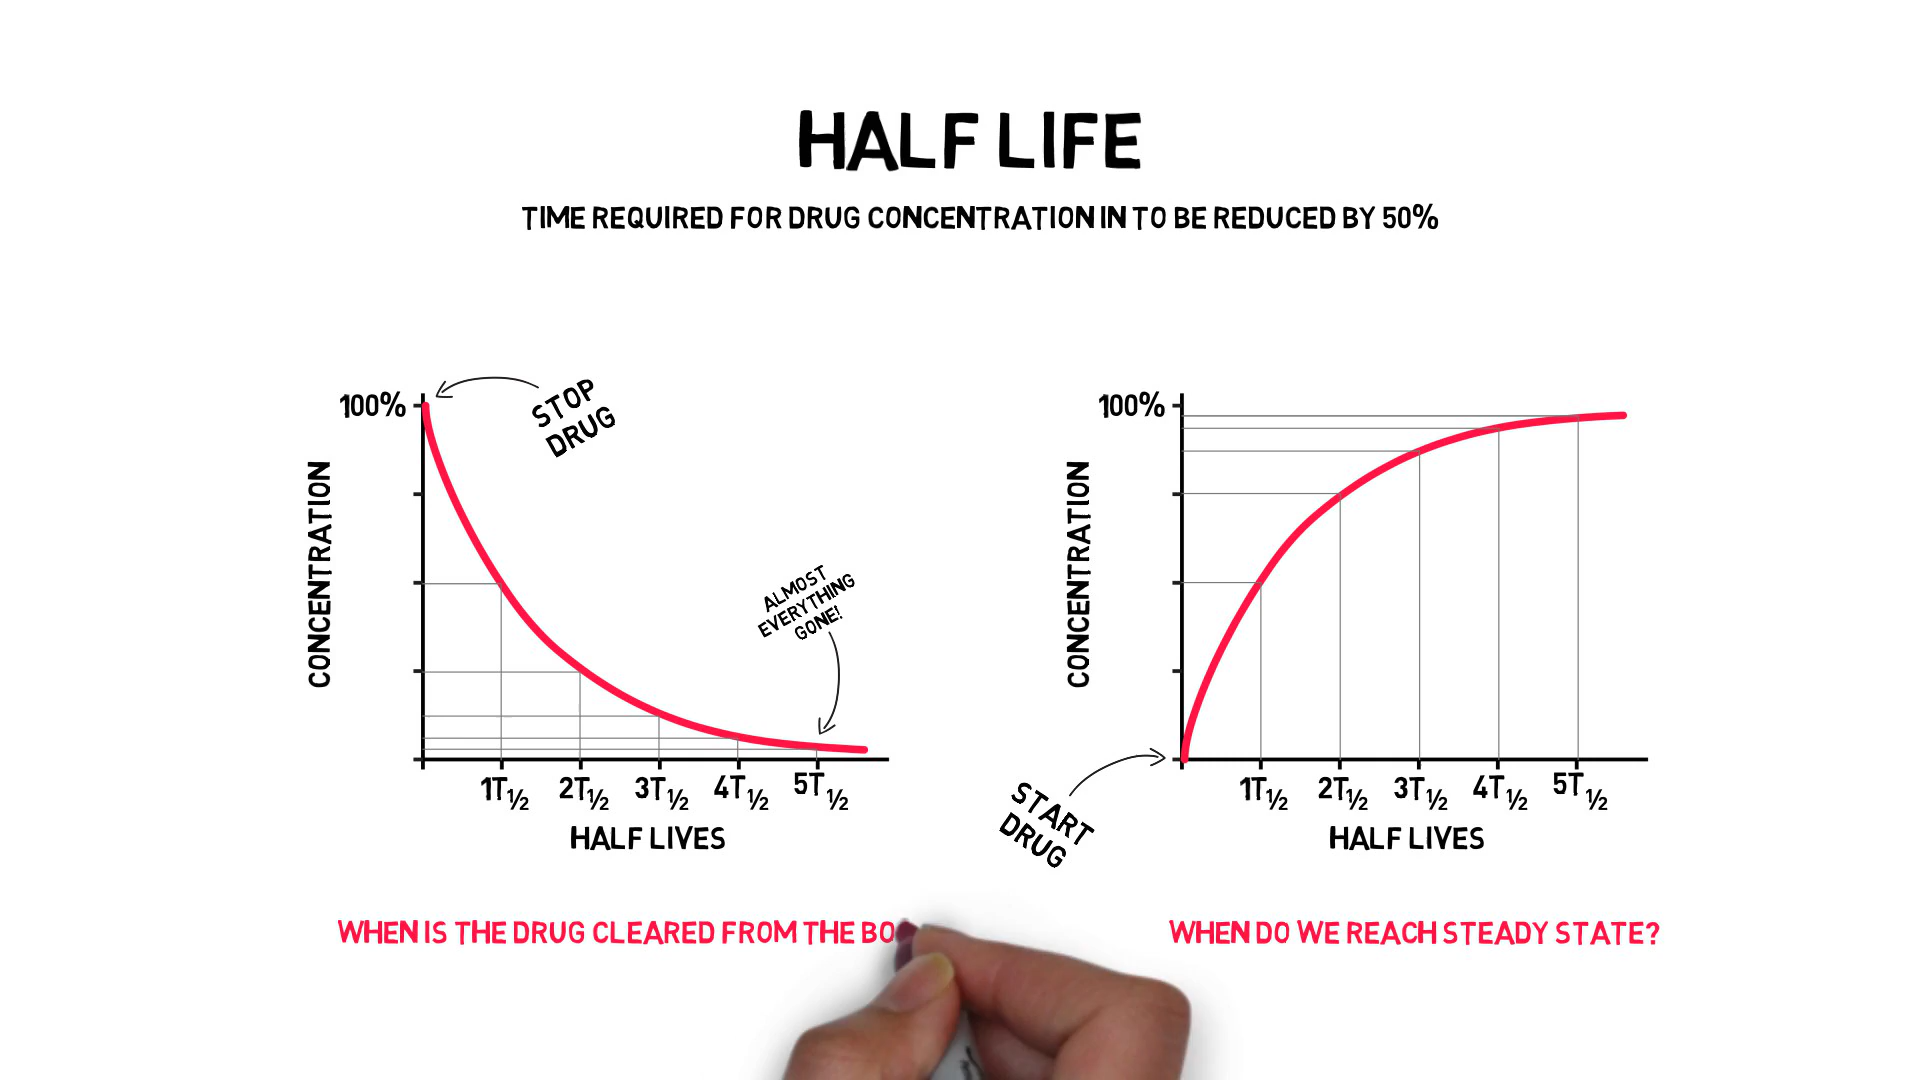 HALF LIFE
TIME REQUIRED FOR DRUG CONCENTRATION IN TO BE REDUCED BY 50%
100%
STOP
DRUG
CONCENTRATION
ALMOST
EVERYTHING
GONE!
1T½ 2T½ 3T½ 4T½ 5T½
HALF LIVES
WHEN IS THE DRUG CLEARED FROM THE BO
100%
CONCENTRATION
START
DRUG
1T½ 2T½ 3T½ 4T½ 5T½
HALF LIVES
WHEN DO WE REACH STEADY STATE?